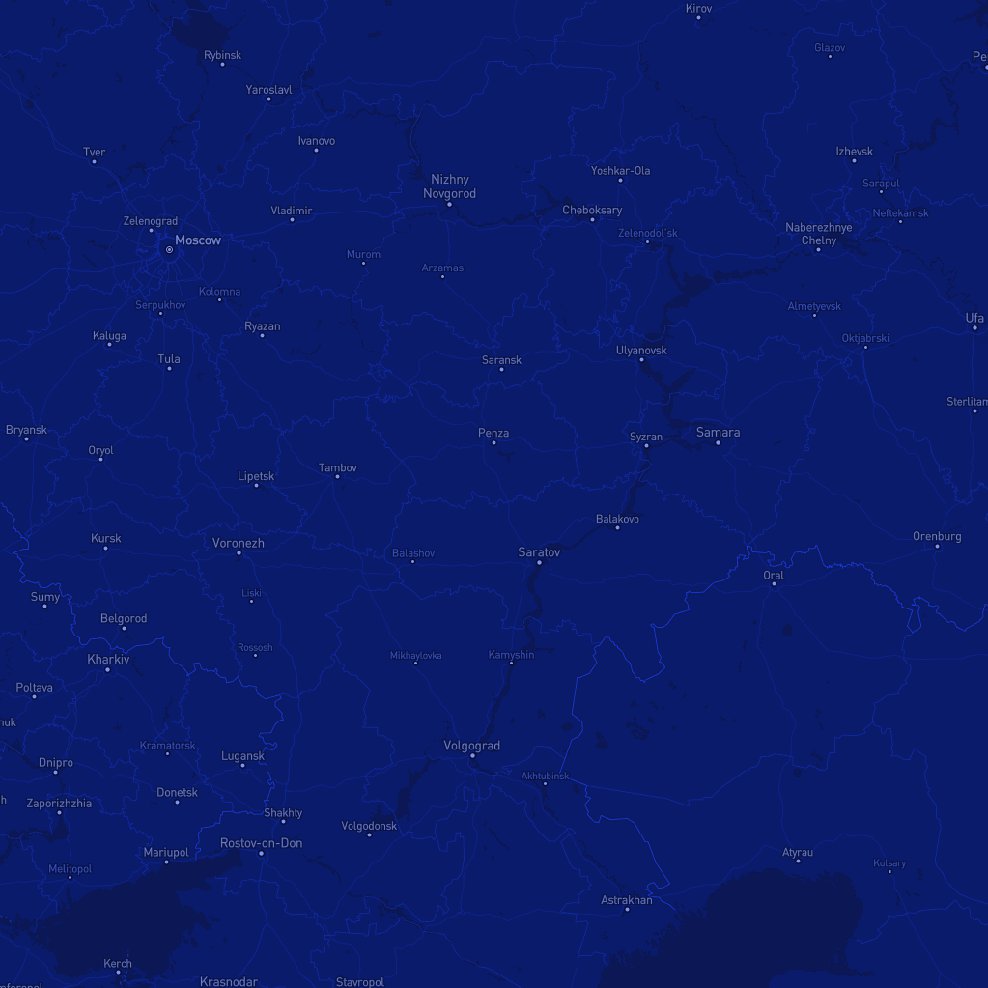 Kirov
Glazov
Rybinsk
Yaroslavl
Ivanovo
Tver
Izhevsk
Yoshkar-Ola
Nizhny
Novgorod
Sarapul
Vladimir
Cheboksary
Neftekamsk
Zelenograd
Naberezhnye
Chelny
Zelenodol'sk
Moscow
Murom
Arzamas
Kolomna
Serpukhov
Almetyevsk
Ufa
Ryazan
Kaluga
Oktjabrski
Ulyanovsk
Tula
Saransk
Bryansk
Penza
Syzran
Samara
Oryol
Tambov
Lipetsk
Balakovo
Kursk
Voronezh
Balashov
Saratov
Orenburg
Oral
Sumy
Liski
Belgorod
Rossosh
Kharkiv
Mikhaylovka
Kamyshin
Poltava
Kramatorsk
Volgograd
Luqansk
Dnipro
Akhtubinsk
Donetsk
Zaporizhzhia
Shakhty
Volgodonsk
Rostov-on-Don
Mariupol
Atyrau
Melitopol
Kulsary
Astrakhan
Kerch
Krasnodar
Stavropol